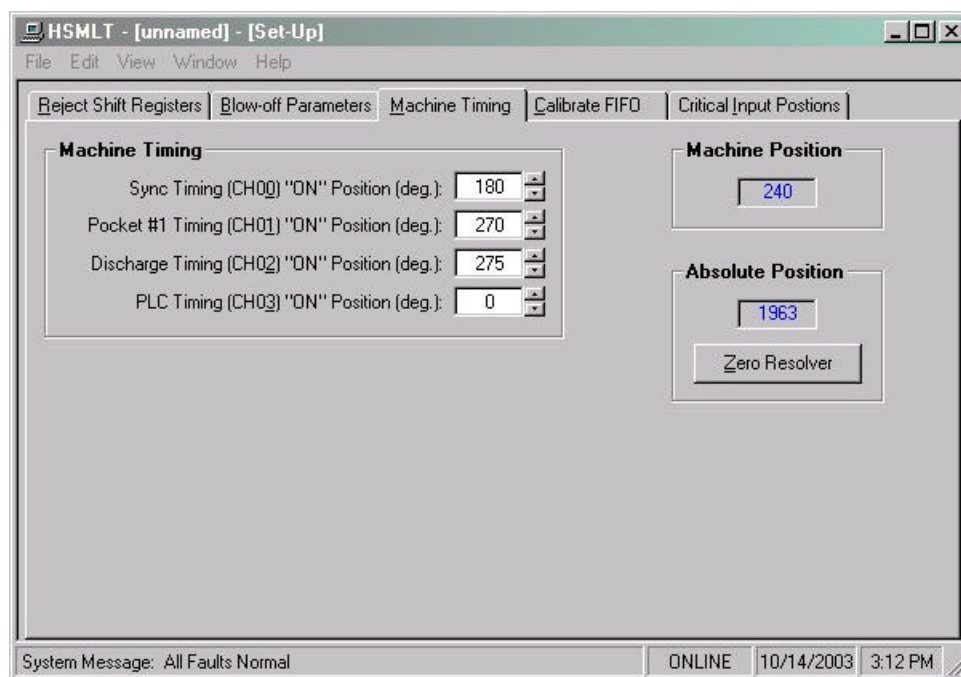 HSMLT - [unnamed] - [Set-Up]
File Edit View Window Help
Reject Shift Registers Blow-off Parameters Machine Timing Calibrate FIFO Critical Input Postions
Machine Timing
Sync Timing (CH00) "ON" Position (deg.): 180
Pocket #1 Timing (CH01) "ON" Position (deg.): 270
Discharge Timing (CH02) "ON" Position (deg.): 275
PLC Timing (CH03) "ON" Position (deg.): 0
Machine Position
240
Absolute Position
1963
Zero Resolver
System Message: All Faults Normal ONLINE 10/14/2003 3:12 PM